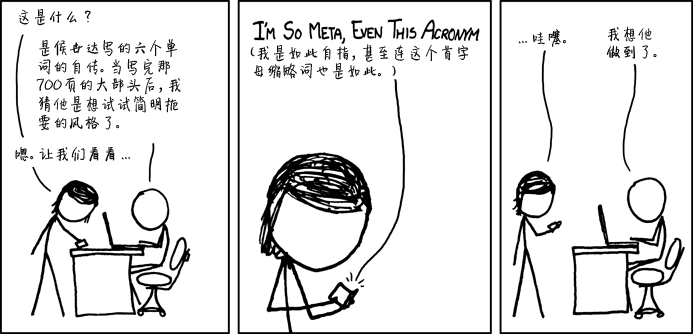 这是什么？
是侯世达写的六个单
词的自传。当写完那
700页的大部头后，我
猜他是想试试简明扼
要的风格了。
嗯。让我们看看…
I'M SO META, EVEN THIS ACRONYM
(我是如此自指，甚至连这个首字
母缩略词也是如此。)
…哇噻。
我想他
做到了。